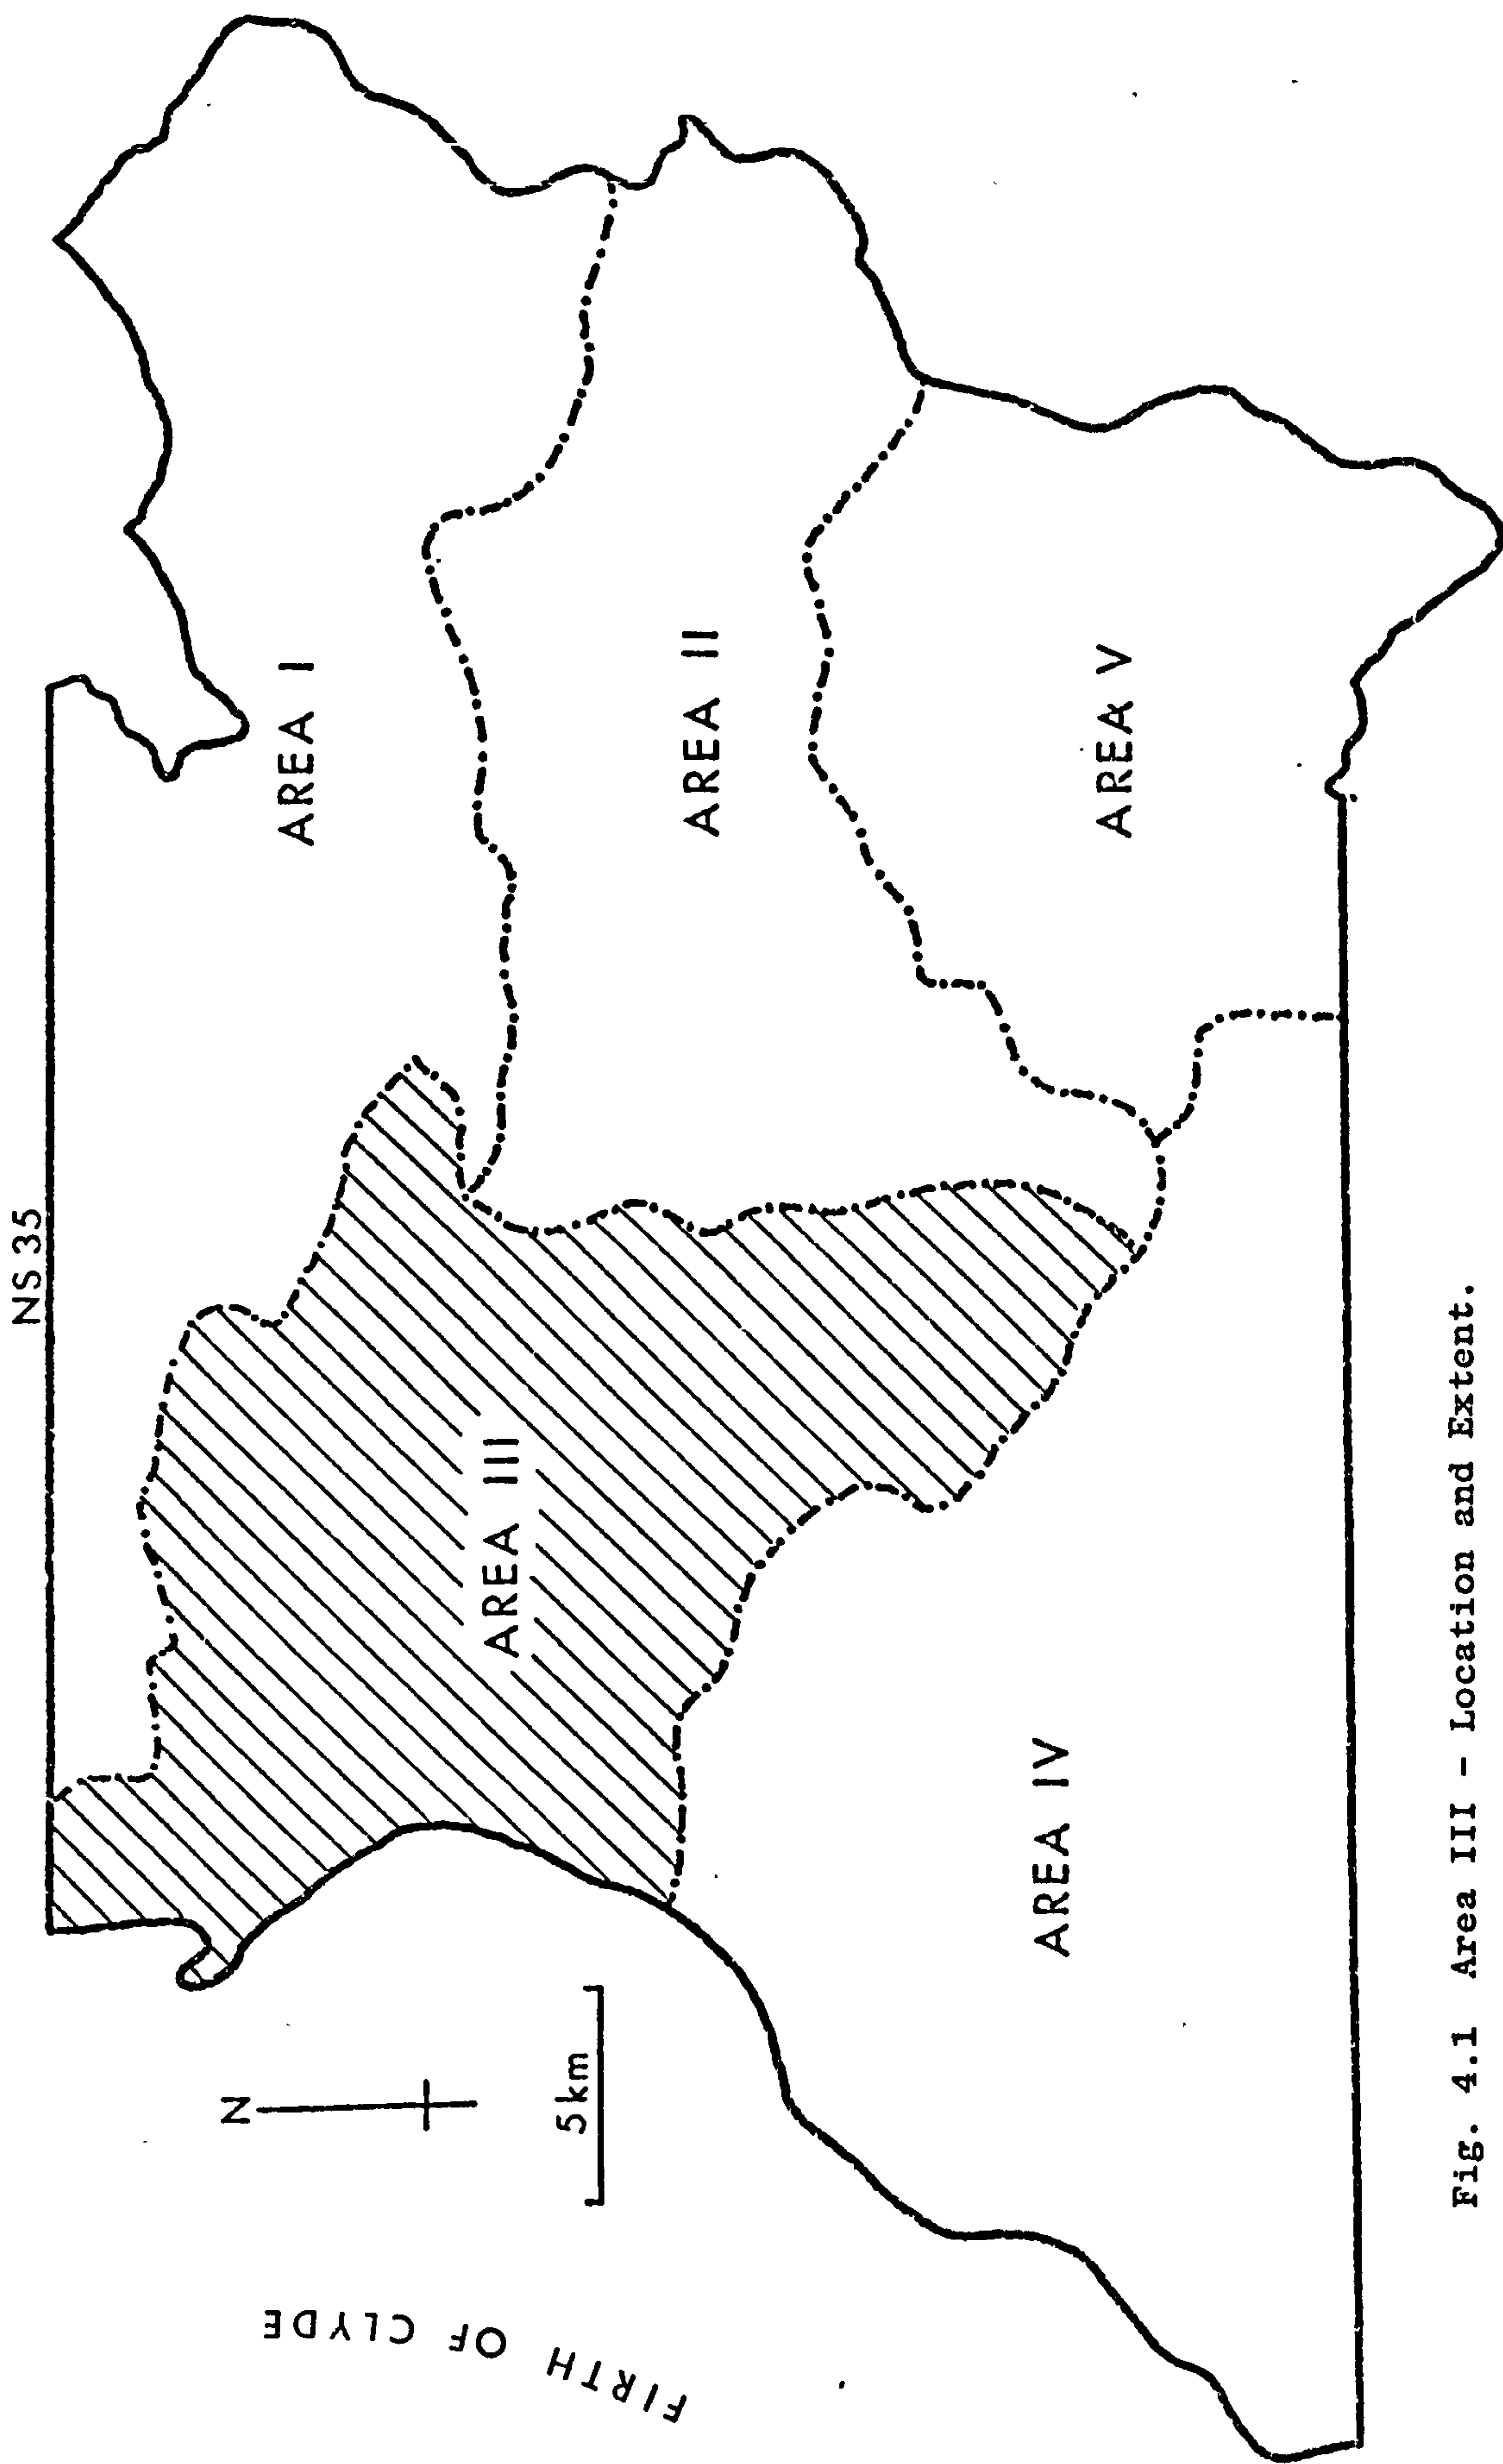 NS 35
AREA I
AREA II
AREA III
AREA IV
AREA V
N
5km
FIRTH OF CLYDE
Fig. 4.1 Area III - Location and Extent.